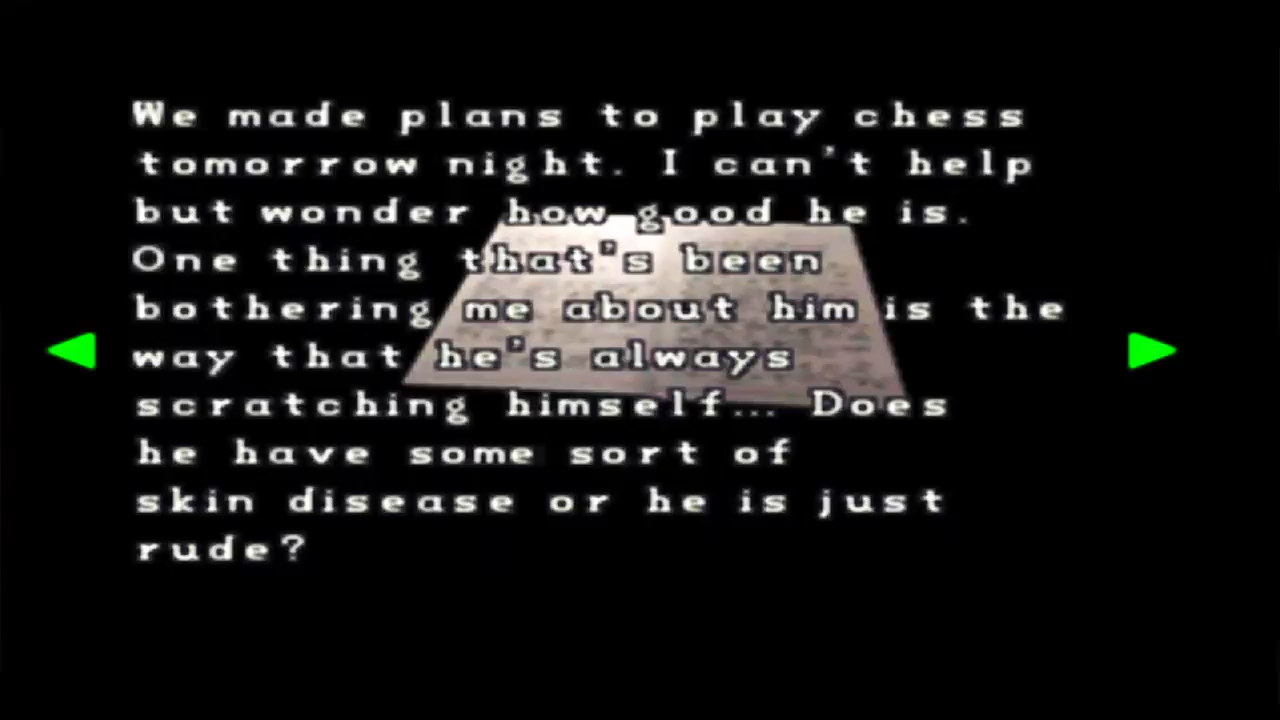 We made plans to play chess
tomorrow night. I can't help
but wonder how good he is.
One thing that's been
bothering me about him is the
way that he's always
scratching himself... Does
he have some sort of
skin disease or he is just
rude?